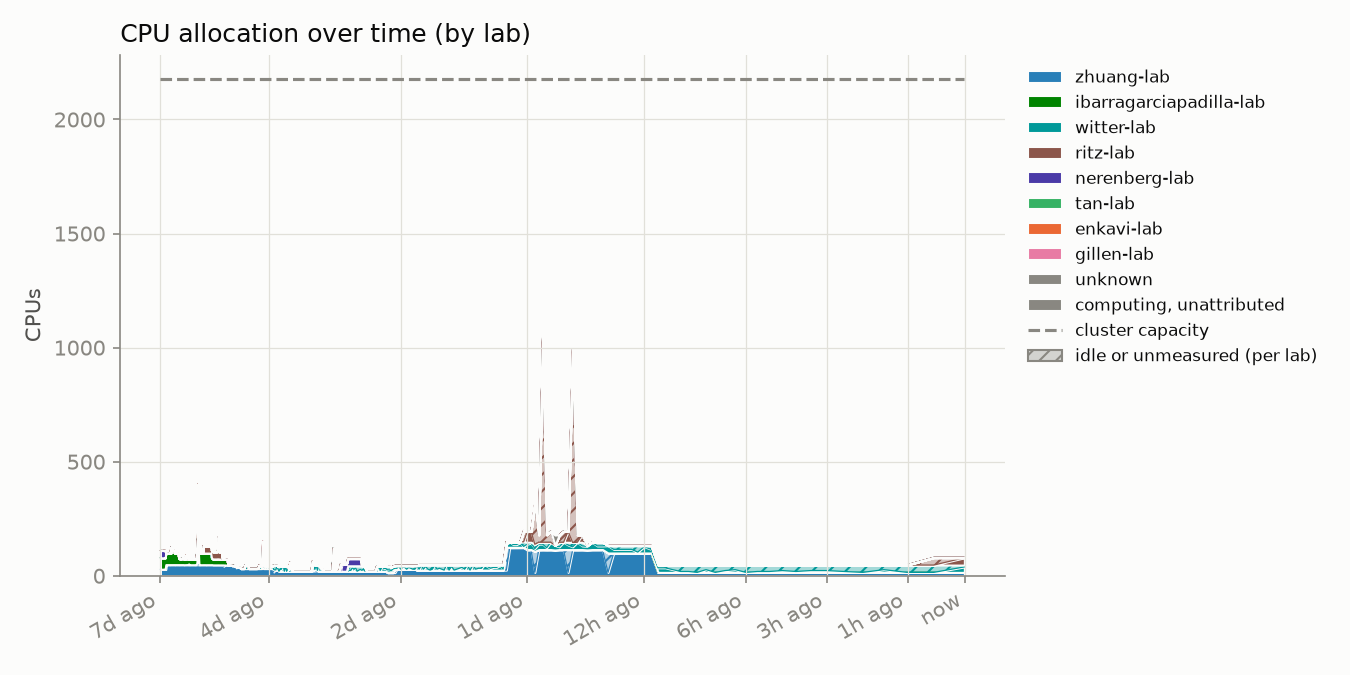 CPU allocation over time (by lab)
CPUs
2000
1500
1000
500
0
7d ago
4d ago
2d ago
1d ago
12h ago
6h ago
3h ago
1h ago
now
zhuang-lab
ibarragarciapadilla-lab
witter-lab
ritz-lab
nerenberg-lab
tan-lab
enkavi-lab
gillen-lab
unknown
computing, unattributed
cluster capacity
idle or unmeasured (per lab)